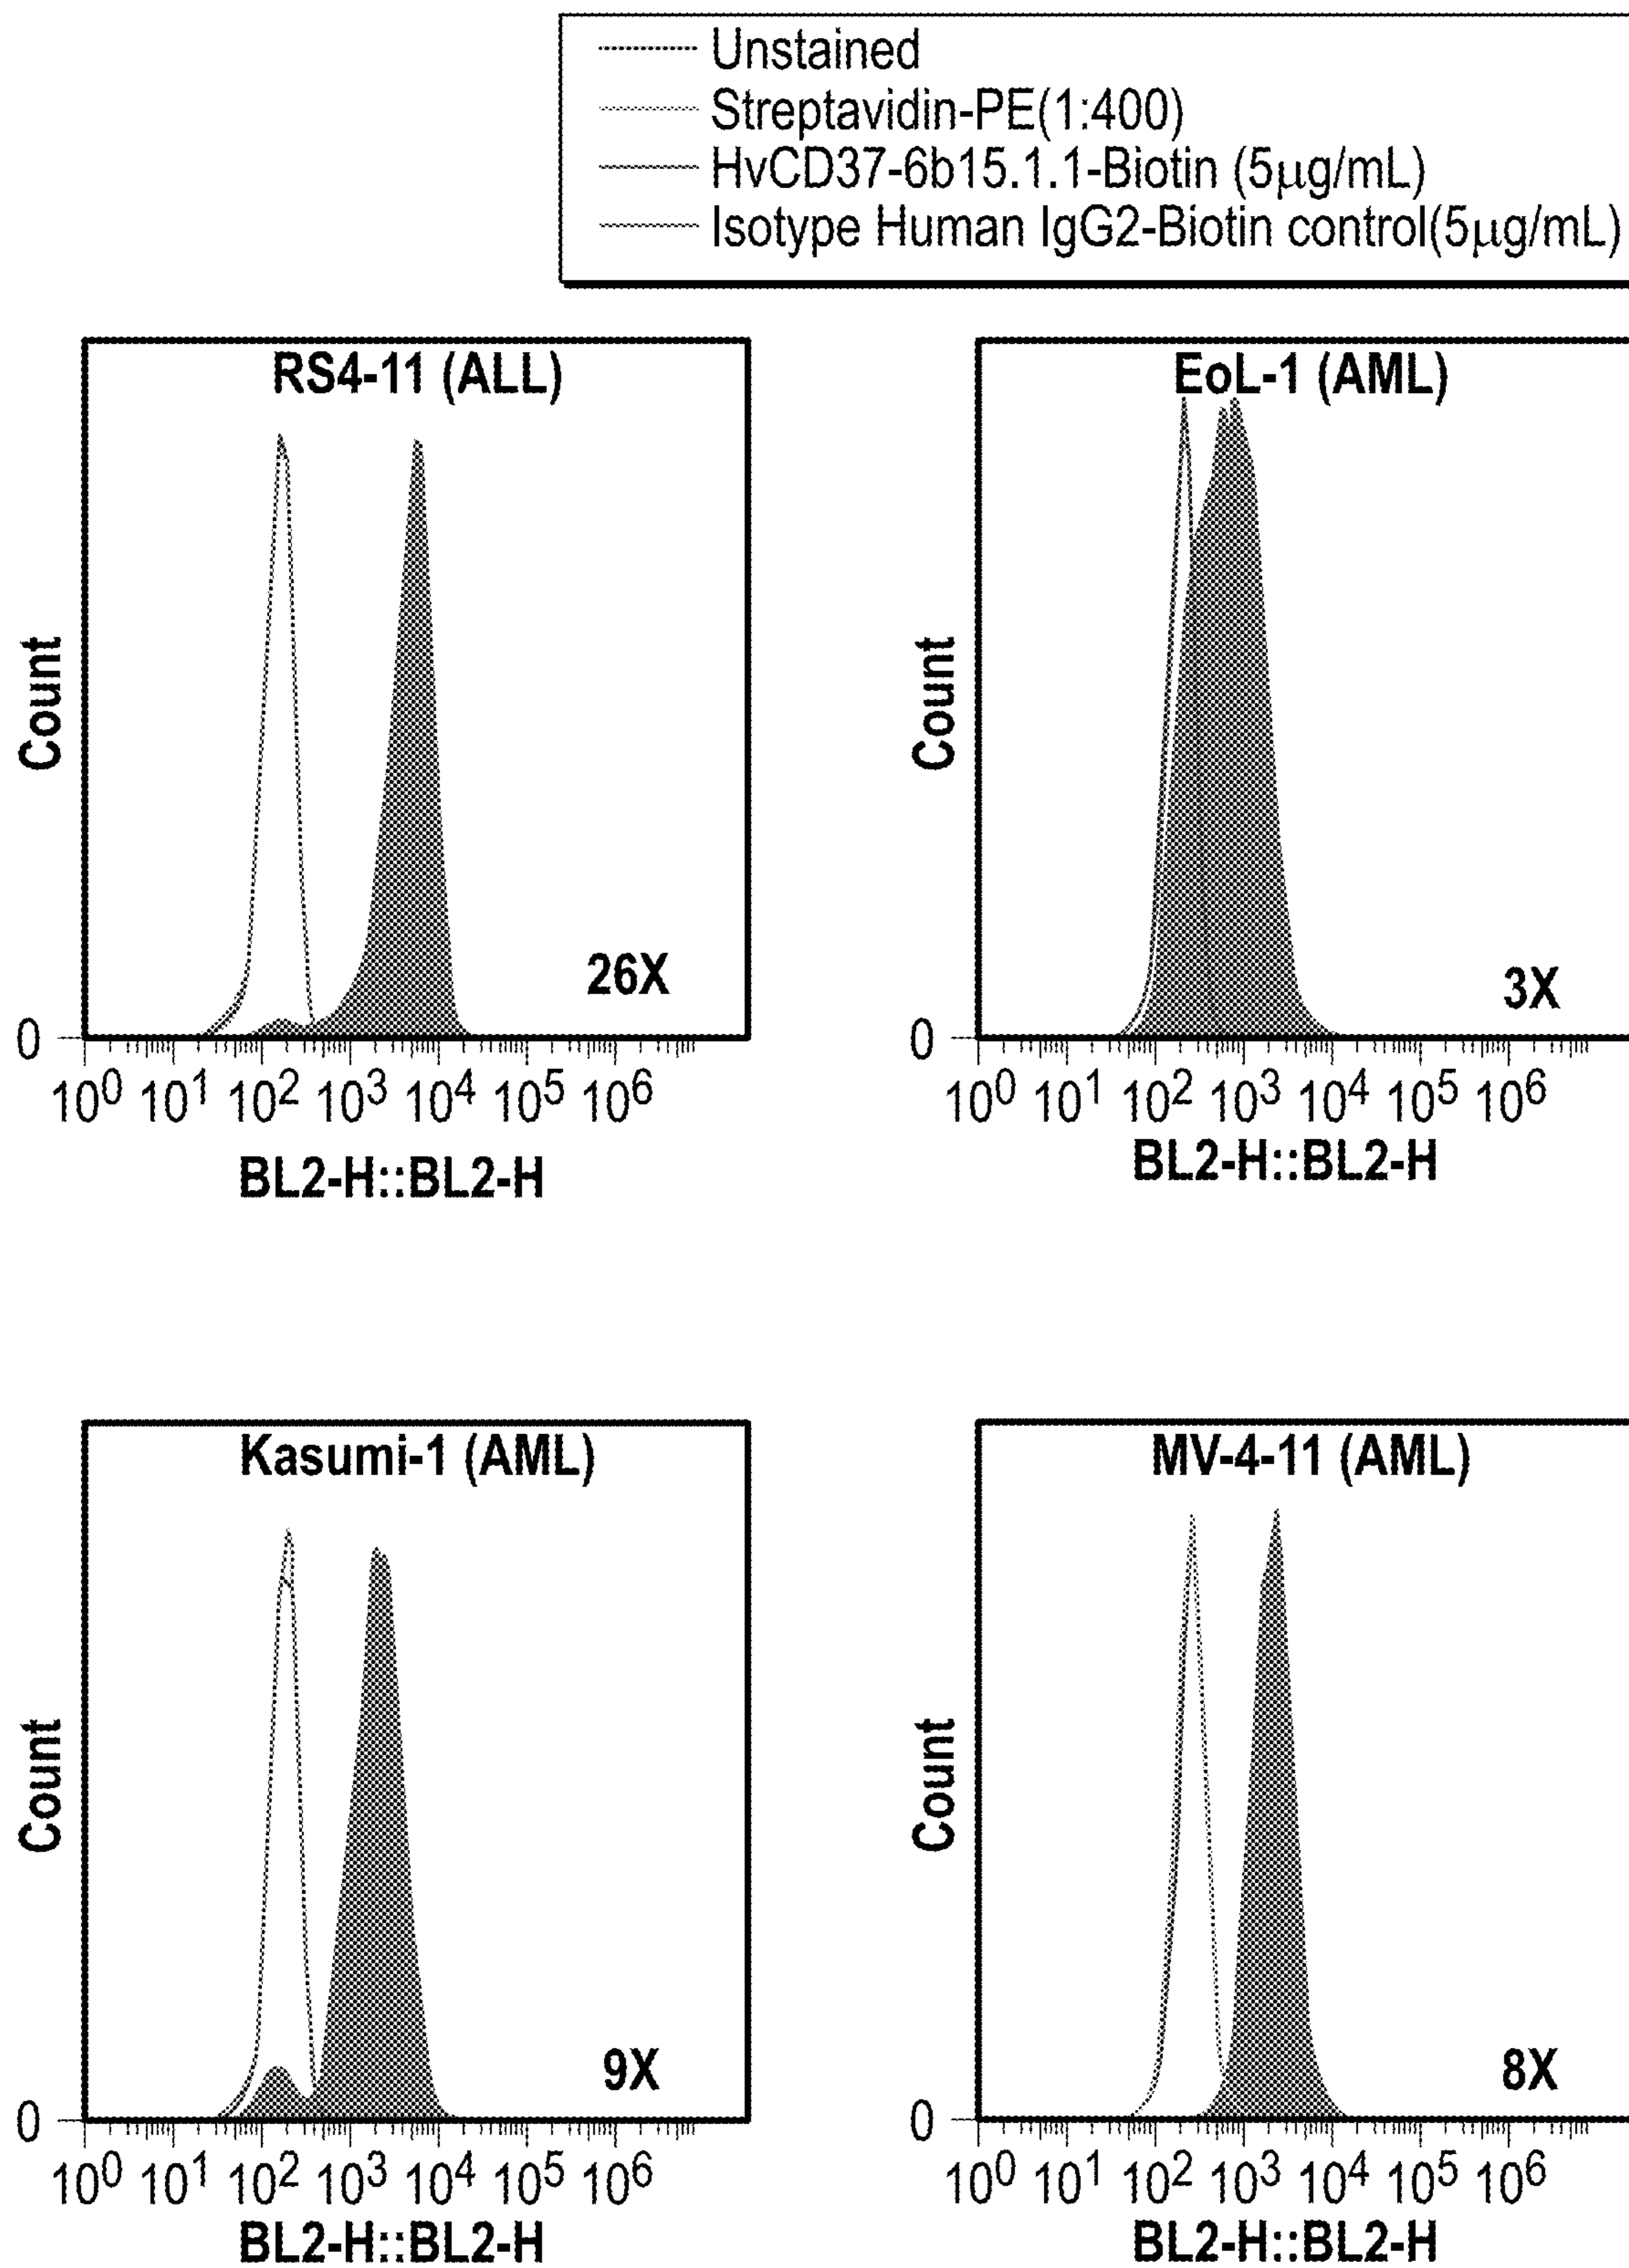 Unstained
Streptavidin-PE(1:400)
HvCD37-6b15.1.1-Biotin (5μg/mL)
Isotype Human IgG2-Biotin control(5μg/mL)
RS4-11 (ALL)
Count
26X
0
10⁰ 10¹ 10² 10³ 10⁴ 10⁵ 10⁶
BL2-H::BL2-H
EoL-1 (AML)
Count
3X
0
10⁰ 10¹ 10² 10³ 10⁴ 10⁵ 10⁶
BL2-H::BL2-H
Kasumi-1 (AML)
Count
9X
0
10⁰ 10¹ 10² 10³ 10⁴ 10⁵ 10⁶
BL2-H::BL2-H
MV-4-11 (AML)
Count
8X
0
10⁰ 10¹ 10² 10³ 10⁴ 10⁵ 10⁶
BL2-H::BL2-H